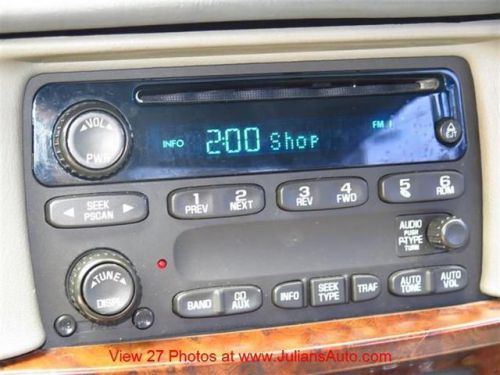 VOL
PWR
INFO
2:00 Shop
FM 1
SEEK
PSCAN
1 2
PREV NEXT
3 4
REV FWD
5 6
RDM
AUDIO
PUSH
P-TYPE
TURN
TUNE
DISPL
BAND
CD
AUX
INFO
SEEK
TYPE
TRAF
AUTO
TONE
AUTO
VOL
View 27 Photos at www.JuliansAuto.com